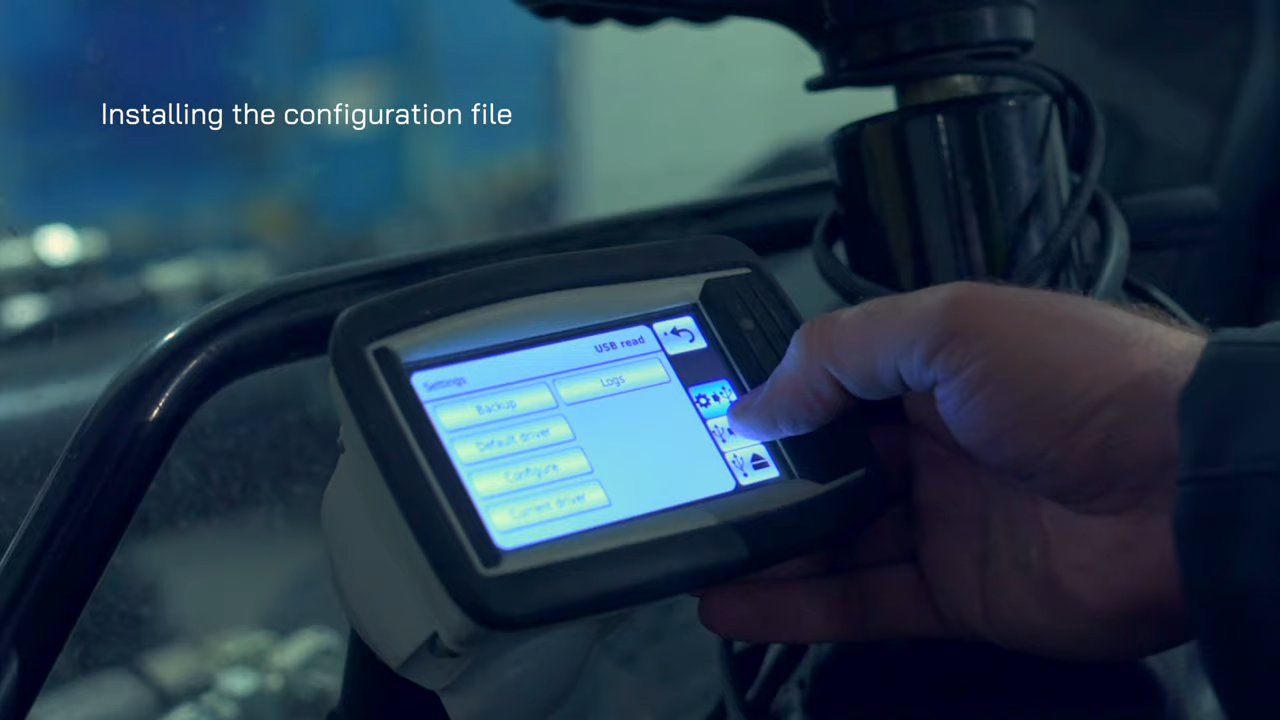 Installing the configuration file
USB read
Settings
Logs
Backup
Default driver
Configure
Current driver